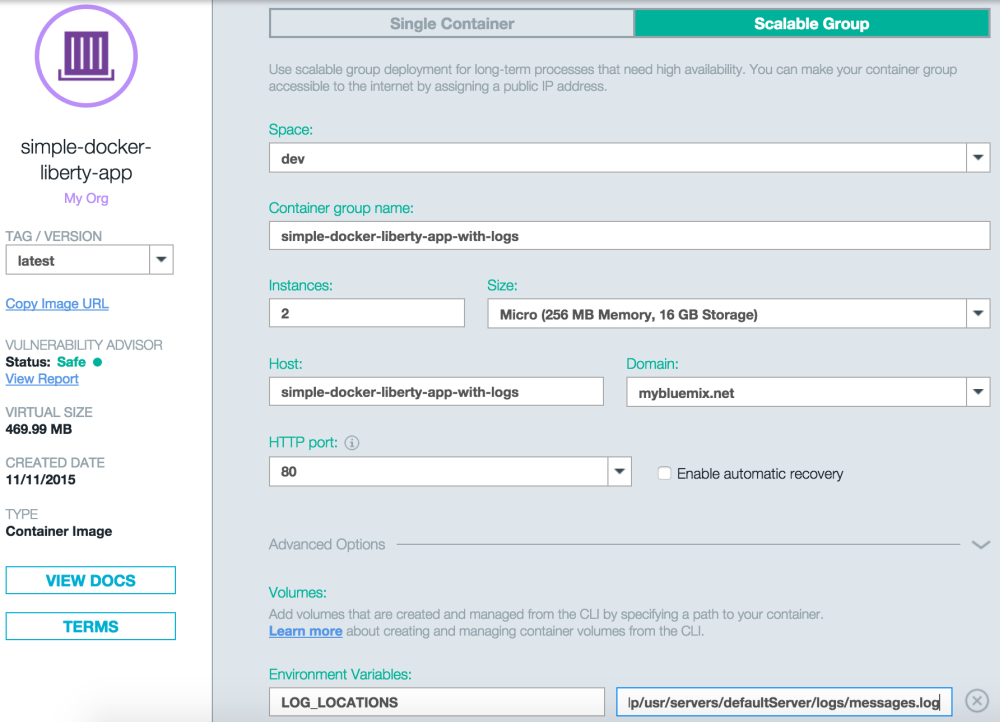 simple-docker-
liberty-app
My Org
TAG / VERSION
latest
Copy Image URL
VULNERABILITY ADVISOR
Status: Safe
View Report
VIRTUAL SIZE
469.99 MB
CREATED DATE
11/11/2015
TYPE
Container Image
VIEW DOCS
TERMS
Single Container
Scalable Group
Use scalable group deployment for long-term processes that need high availability. You can make your container group
accessible to the internet by assigning a public IP address.
Space:
dev
Container group name:
simple-docker-liberty-app-with-logs
Instances:
2
Size:
Micro (256 MB Memory, 16 GB Storage)
Host:
simple-docker-liberty-app-with-logs
Domain:
mybluemix.net
HTTP port:
80
Enable automatic recovery
Advanced Options
Volumes:
Add volumes that are created and managed from the CLI by specifying a path to your container.
Learn more about creating and managing container volumes from the CLI.
Environment Variables:
LOG_LOCATIONS
lp/usr/servers/defaultServer/logs/messages.log